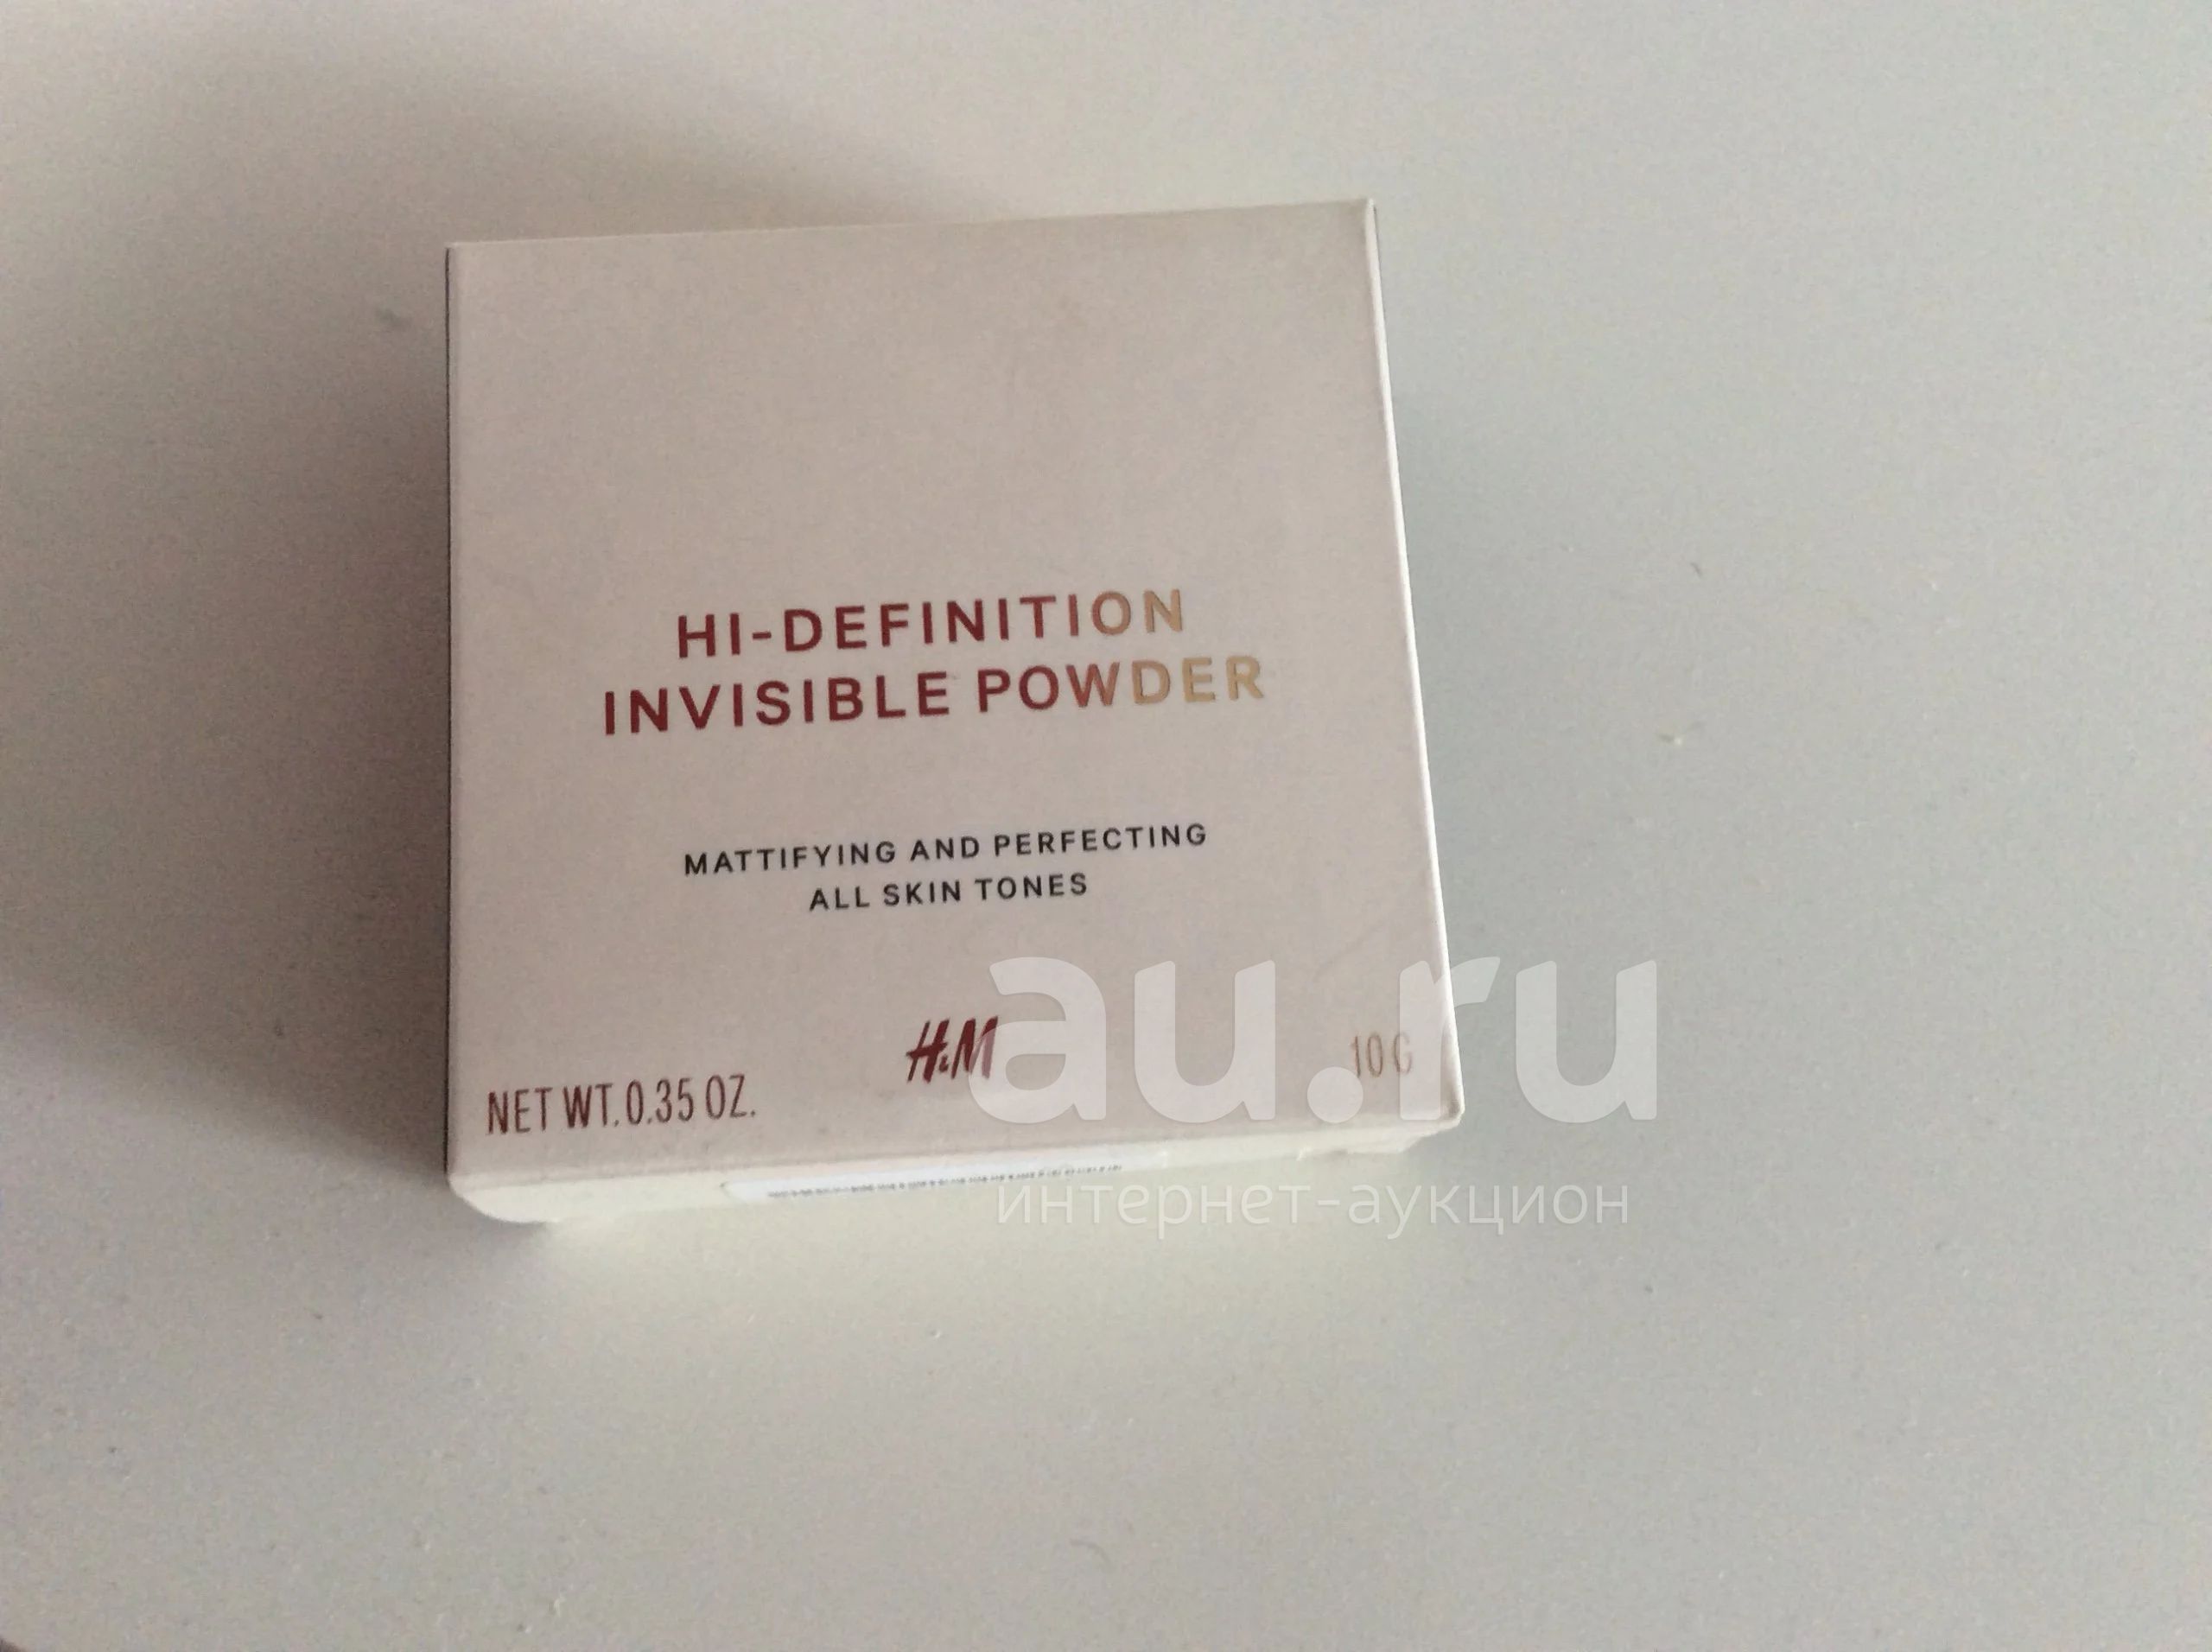 HI-DEFINITION
INVISIBLE POWDER
MATTIFYING AND PERFECTING
ALL SKIN TONES
H&M
NET WT. 0.35 OZ.
10 G
au.ru
интернет-аукцион